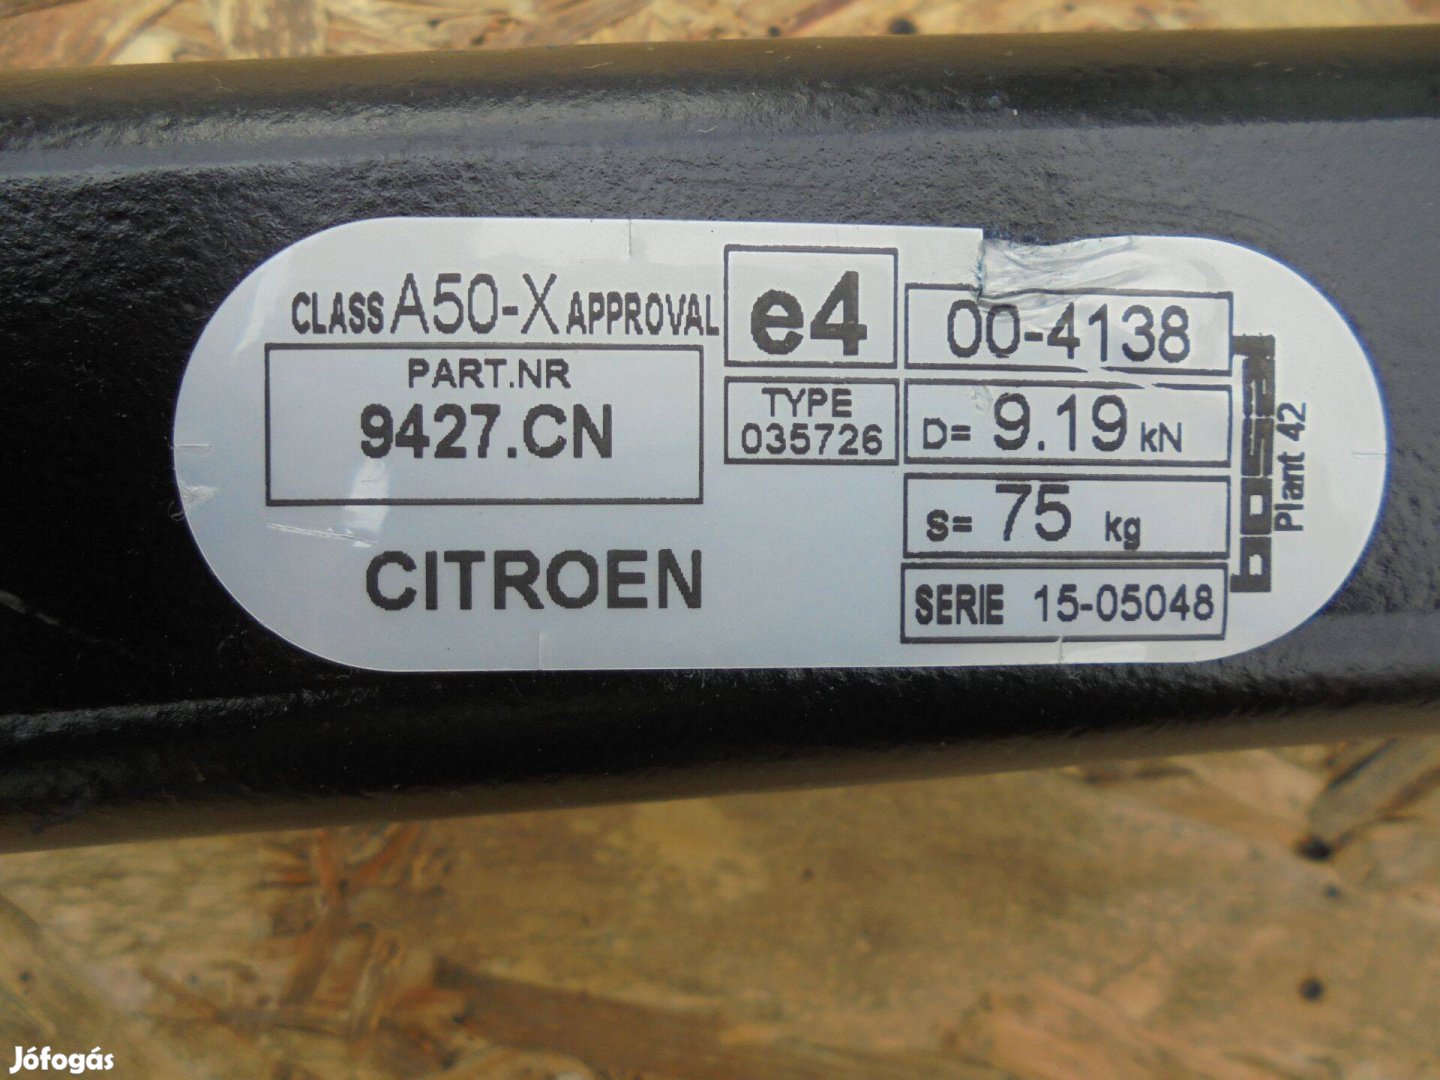 CLASS A50-X APPROVAL
e4
00-4138
PART.NR
9427.CN
TYPE
035726
D= 9.19 kN
S= 75 kg
CITROEN
SERIE 15-05048
bosal
Plant 42
Jófogás